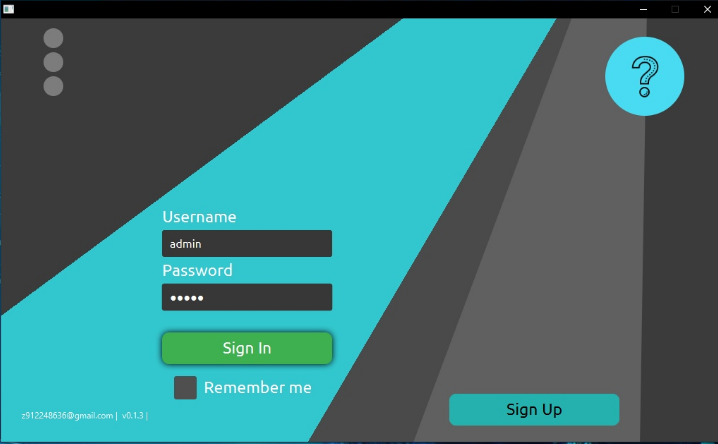 ?
Username
admin
Password
●●●●●
Sign In
Remember me
Sign Up
z912248636@gmail.com | v0.1.3 |